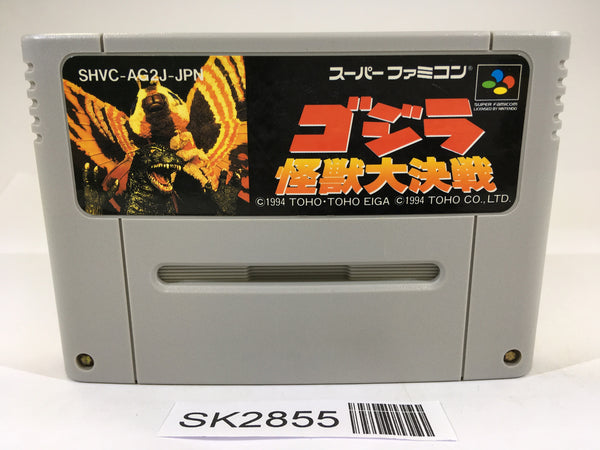 SHVC-AG2J-JPN
スーパーファミコン®
SUPER FAMICOM
LICENSED BY NINTENDO
ゴジラ
怪獣大決戦
©1994 TOHO・TOHO EIGA ©1994 TOHO CO., LTD.
SK2855